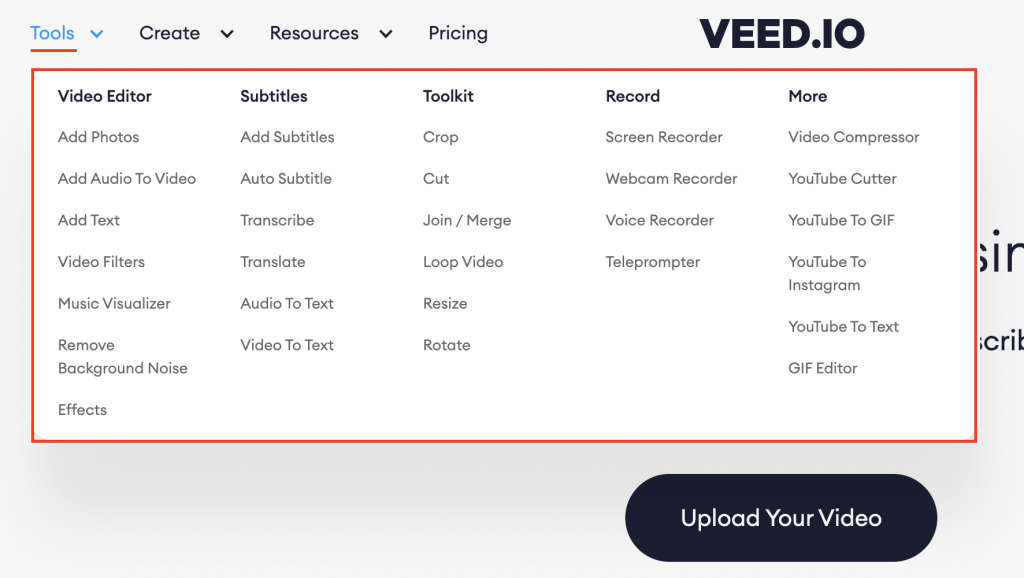 Tools
Create
Resources
Pricing
VEED.IO
Video Editor
Add Photos
Add Audio To Video
Add Text
Video Filters
Music Visualizer
Remove
Background Noise
Effects
Subtitles
Add Subtitles
Auto Subtitle
Transcribe
Translate
Audio To Text
Video To Text
Toolkit
Crop
Cut
Join / Merge
Loop Video
Resize
Rotate
Record
Screen Recorder
Webcam Recorder
Voice Recorder
Teleprompter
More
Video Compressor
YouTube Cutter
YouTube To GIF
YouTube To
Instagram
YouTube To Text
GIF Editor
Upload Your Video